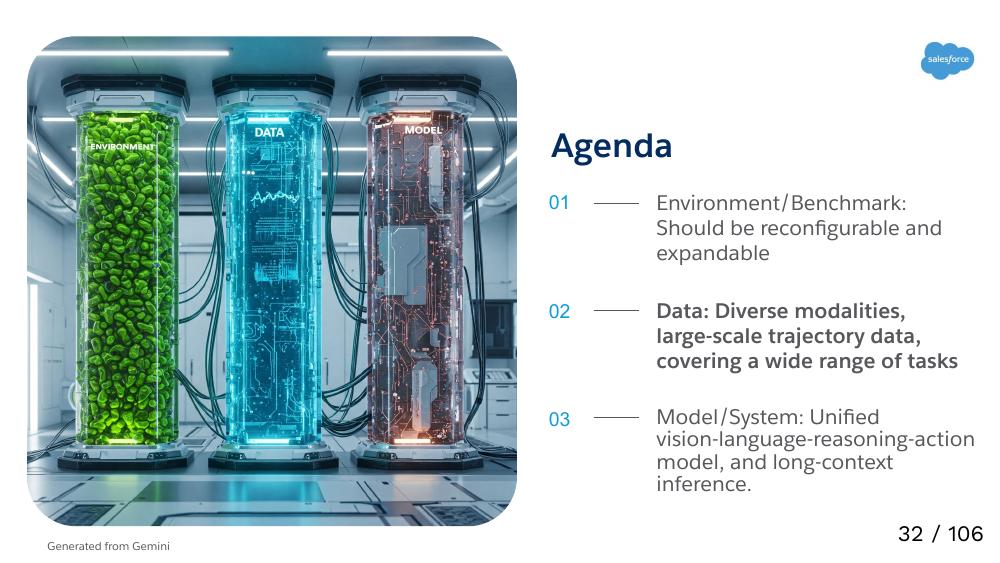 ENVIRONMENT
DATA
MODEL
Generated from Gemini
salesforce
Agenda
01
Environment/Benchmark:
Should be reconfigurable and
expandable
02
Data: Diverse modalities,
large-scale trajectory data,
covering a wide range of tasks
03
Model/System: Unified
vision-language-reasoning-action
model, and long-context
inference.
32 / 106